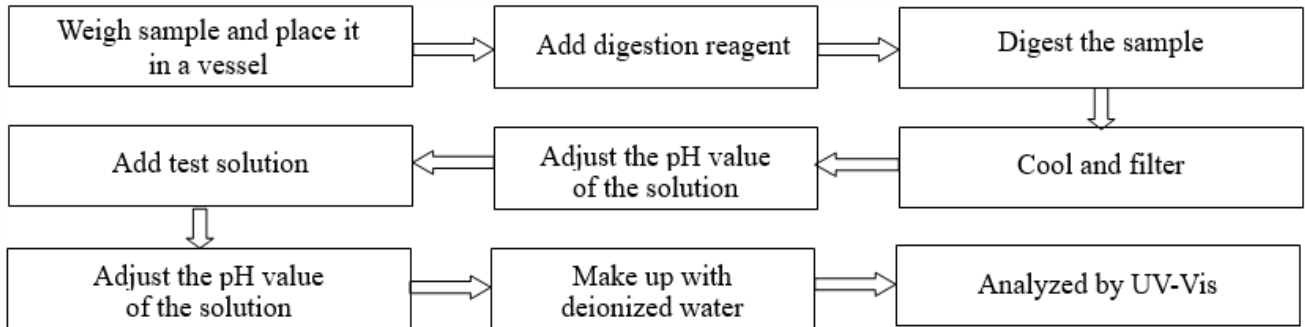 Weigh sample and place it
in a vessel
Add digestion reagent
Digest the sample
Add test solution
Adjust the pH value
of the solution
Cool and filter
Adjust the pH value
of the solution
Make up with
deionized water
Analyzed by UV-Vis